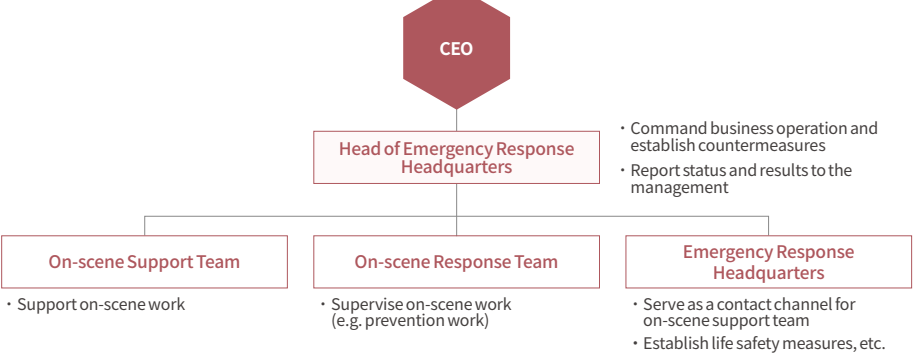 CEO
Head of Emergency Response
Headquarters
・Command business operation and
establish countermeasures
・Report status and results to the
management
On-scene Support Team
On-scene Response Team
Emergency Response
Headquarters
・Support on-scene work
・Supervise on-scene work
(e.g. prevention work)
・Serve as a contact channel for
on-scene support team
・Establish life safety measures, etc.